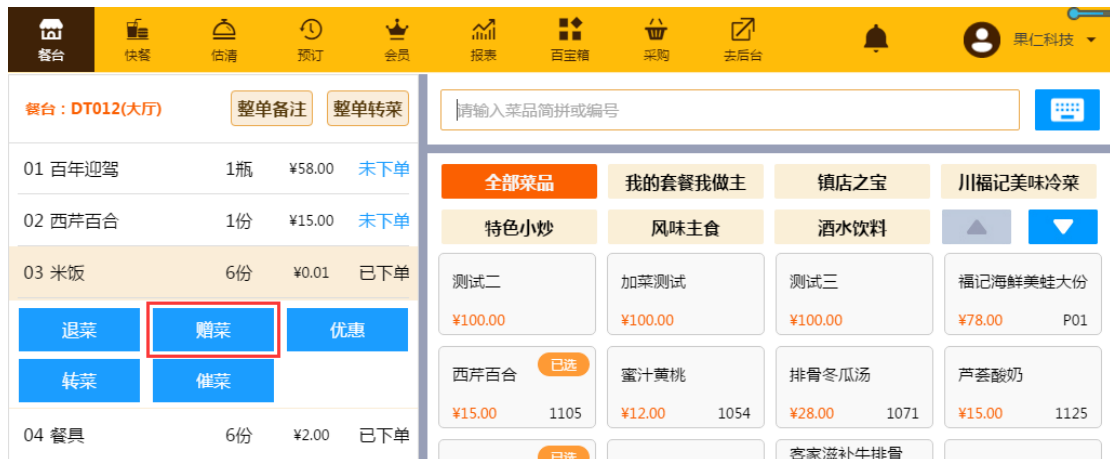 餐台 快餐 估清 预订 会员 报表 百宝箱 采购 去后台 果仁科技
餐台：DT012(大厅) 整单备注 整单转菜
01 百年迎驾 1瓶 ¥58.00 未下单
02 西芹百合 1份 ¥15.00 未下单
03 米饭 6份 ¥0.01 已下单
退菜 赠菜 优惠
转菜 催菜
04 餐具 6份 ¥2.00 已下单
请输入菜品简拼或编号
全部菜品 我的套餐我做主 镇店之宝 川福记美味冷菜
特色小炒 风味主食 酒水饮料
测试二 加菜测试 测试三 福记海鲜美蛙大份
¥100.00 ¥100.00 ¥100.00 ¥78.00 P01
已选
西芹百合 蜜汁黄桃 排骨冬瓜汤 芦荟酸奶
¥15.00 1105 ¥12.00 1054 ¥28.00 1071 ¥15.00 1125
已选 客家滋补牛排骨